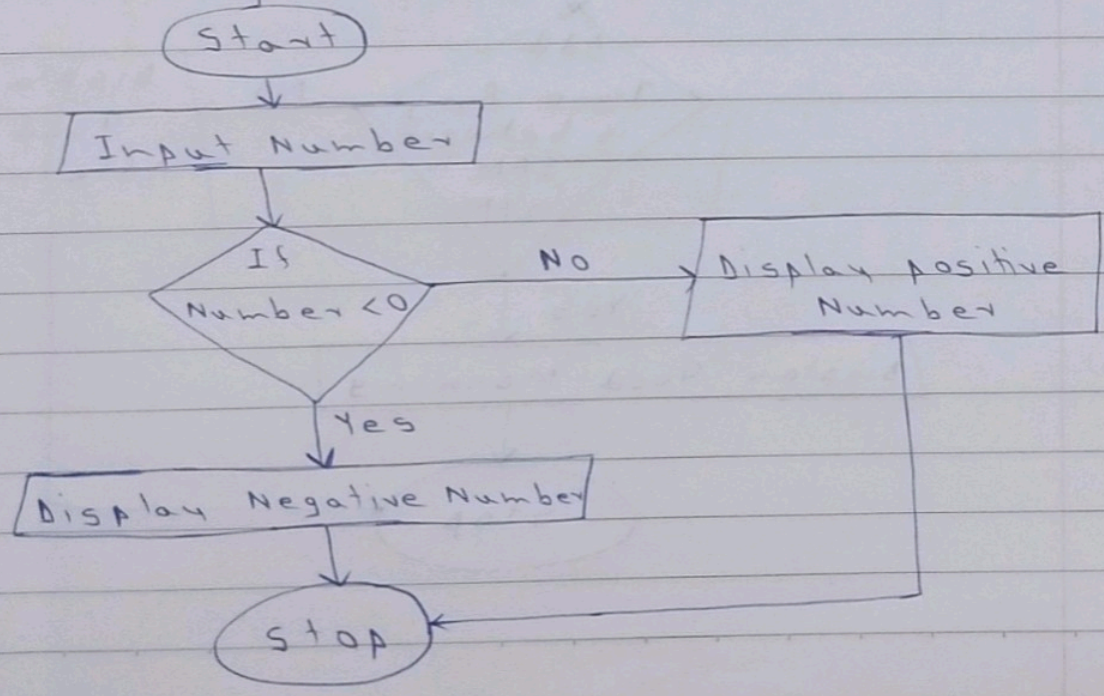 Start
Input Number
If
Number <0
No
Display positive
Number
Yes
Display Negative Number
Stop